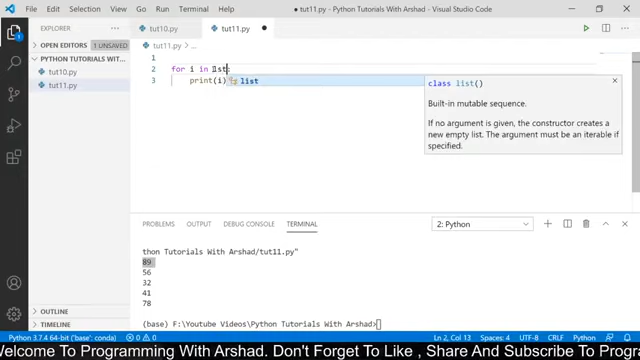 File Edit Selection View Go Run Terminal Help
● tut11.py - Python Tutorials With Arshad - Visual Studio Code
EXPLORER
tut10.py
tut11.py ●
OPEN EDITORS 1 UNSAVED
tut11.py > ...
PYTHON TUTORIALS WITH ARSHAD
tut10.py
tut11.py
1
2 for i in lst:
3 print(i)
list
class list()
Built-in mutable sequence.
If no argument is given, the constructor creates a
new empty list. The argument must be an iterable if
specified.
PROBLEMS OUTPUT DEBUG CONSOLE TERMINAL
2: Python
thon Tutorials With Arshad/tut11.py"
89
56
32
41
78
(base) F:\Youtube Videos\Python Tutorials With Arshad>
OUTLINE
TIMELINE
Python 3.7.4 64-bit ('base': conda) 0 0
Ln 2, Col 13 Spaces: 4 UTF-8 CRLF Python
Welcome To Programming With Arshad. Don't Forget To Like , Share And Subscribe To Progr